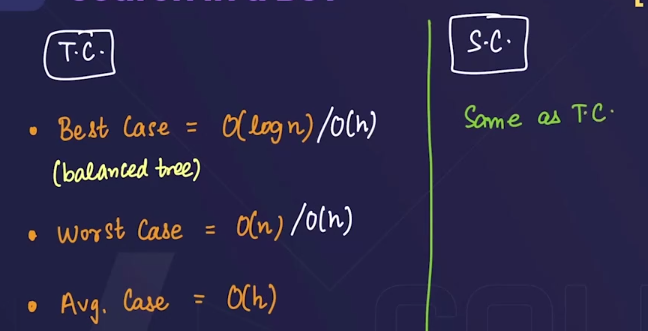 T.C.
• Best Case = O(log n)/O(h)
(balanced tree)
• Worst Case = O(n)/O(h)
• Avg. Case = O(h)
S.C.
Same as T.C.